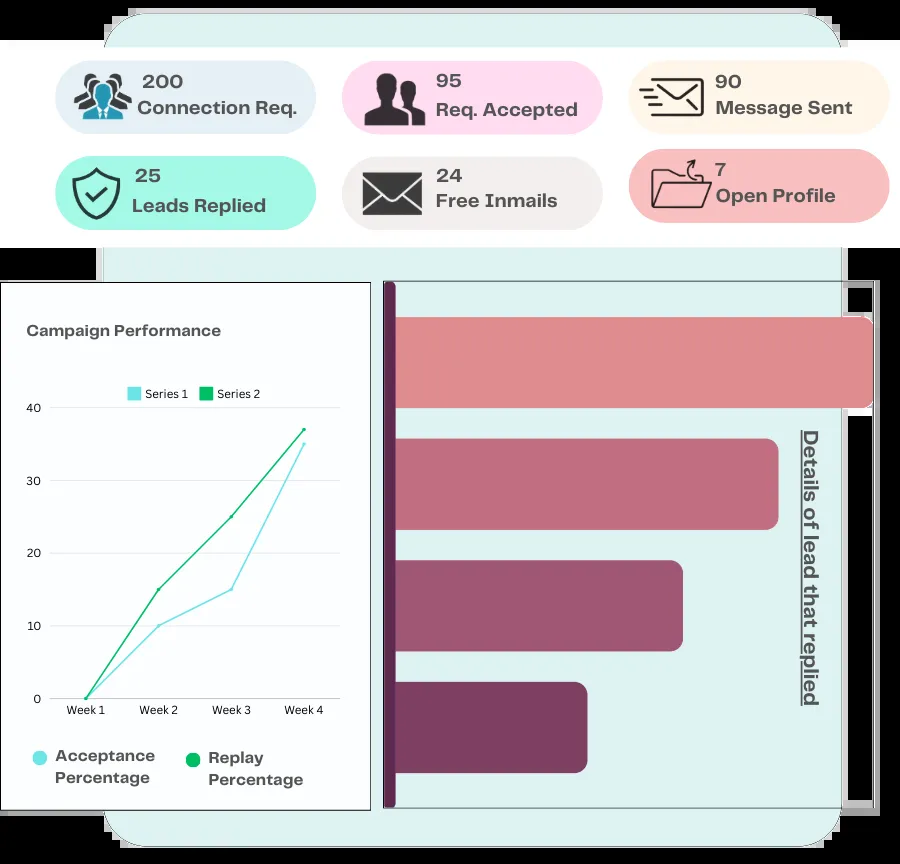 200
Connection Req.
95
Req. Accepted
90
Message Sent
25
Leads Replied
24
Free Inmails
7
Open Profile
Campaign Performance
Series 1 Series 2
40
30
20
10
0
Week 1 Week 2 Week 3 Week 4
Acceptance
Percentage
Replay
Percentage
Details of lead that replied